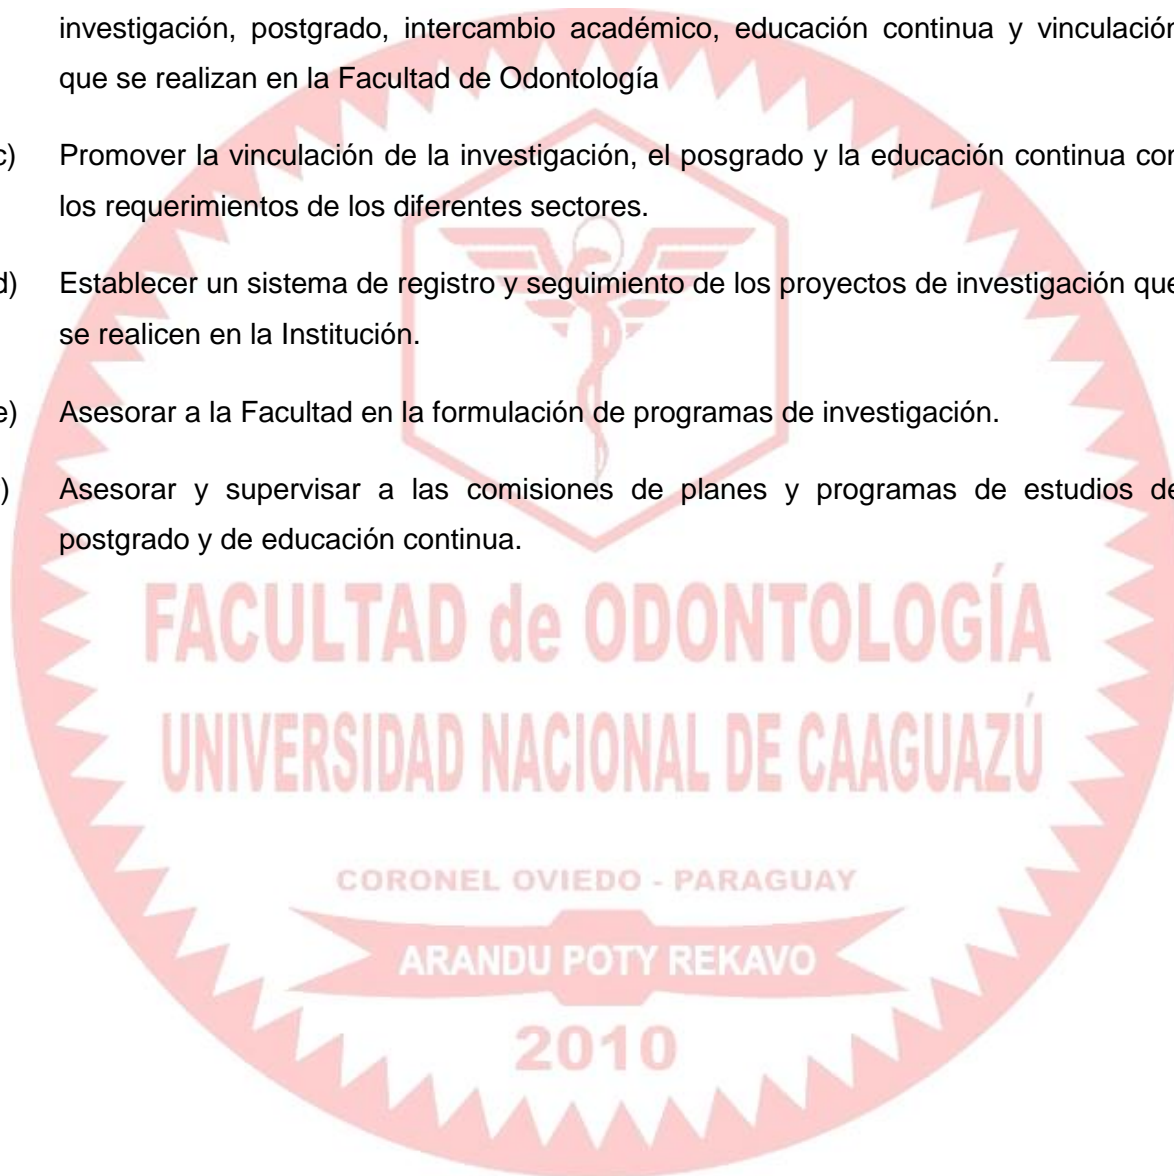 investigación, postgrado, intercambio académico, educación continua y vinculación
que se realizan en la Facultad de Odontología
c) Promover la vinculación de la investigación, el posgrado y la educación continua con
los requerimientos de los diferentes sectores.
d) Establecer un sistema de registro y seguimiento de los proyectos de investigación que
se realicen en la Institución.
e) Asesorar a la Facultad en la formulación de programas de investigación.
) Asesorar y supervisar a las comisiones de planes y programas de estudios de
postgrado y de educación continua.
FACULTAD de ODONTOLOGÍA
UNIVERSIDAD NACIONAL DE CAAGUAZÚ
CORONEL OVIEDO - PARAGUAY
ARANDU POTY REKAVO
2010